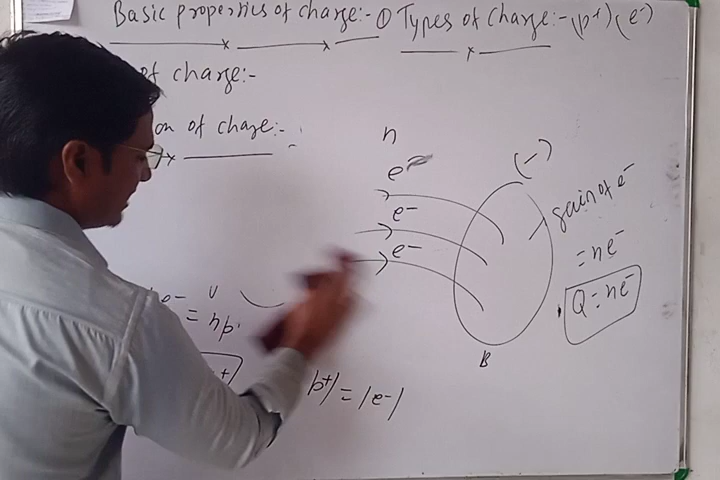 Basic properties of charge:- ① Types of charge:- (p+) (e-)
of charge:-
on of charge:-
n
e-
(-)
e-
gain of e-
e-
= ne-
Q = ne-
e-
= np
+
B
p+| = |e-|